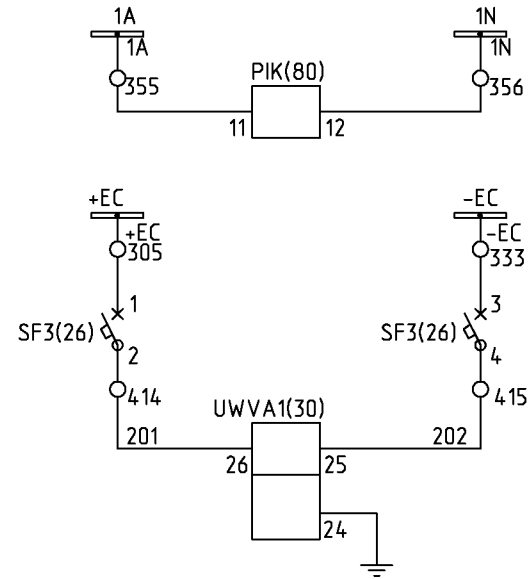 1A 1N
1A 1N
355 PIK(80) 356
11 12
+EC -EC
+EC -EC
305 333
1 3
SF3(26) SF3(26)
2 4
414 415
UWVA1(30)
201 202
26 25
24